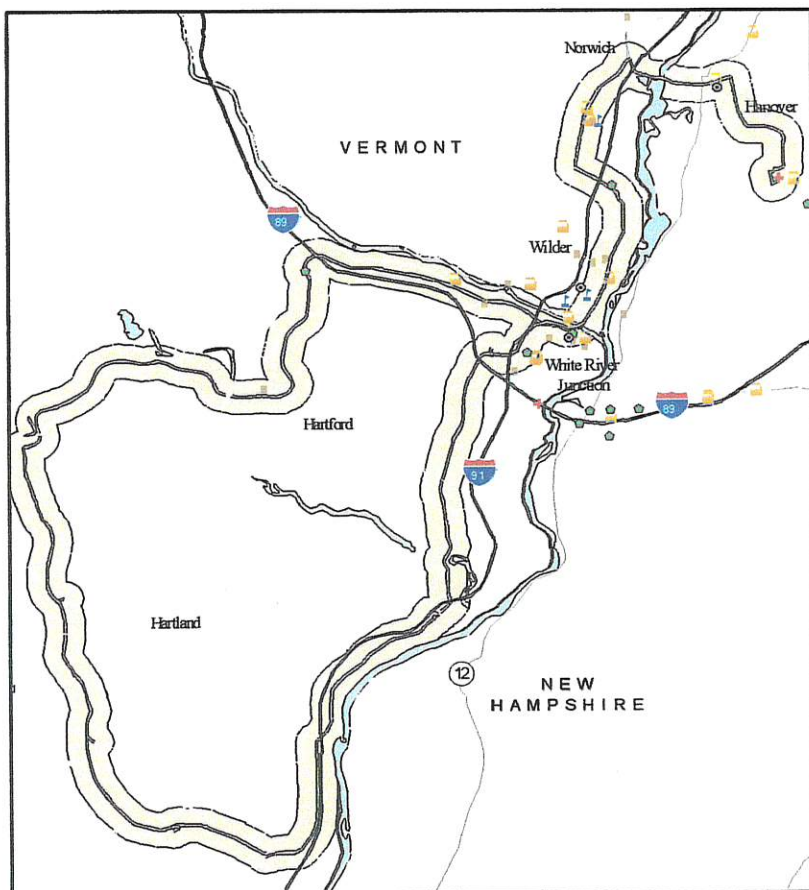 Norwich
Hanover
VERMONT
89
Wilder
White River
Junction
89
Hartford
91
Hartland
12
NEW
HAMPSHIRE